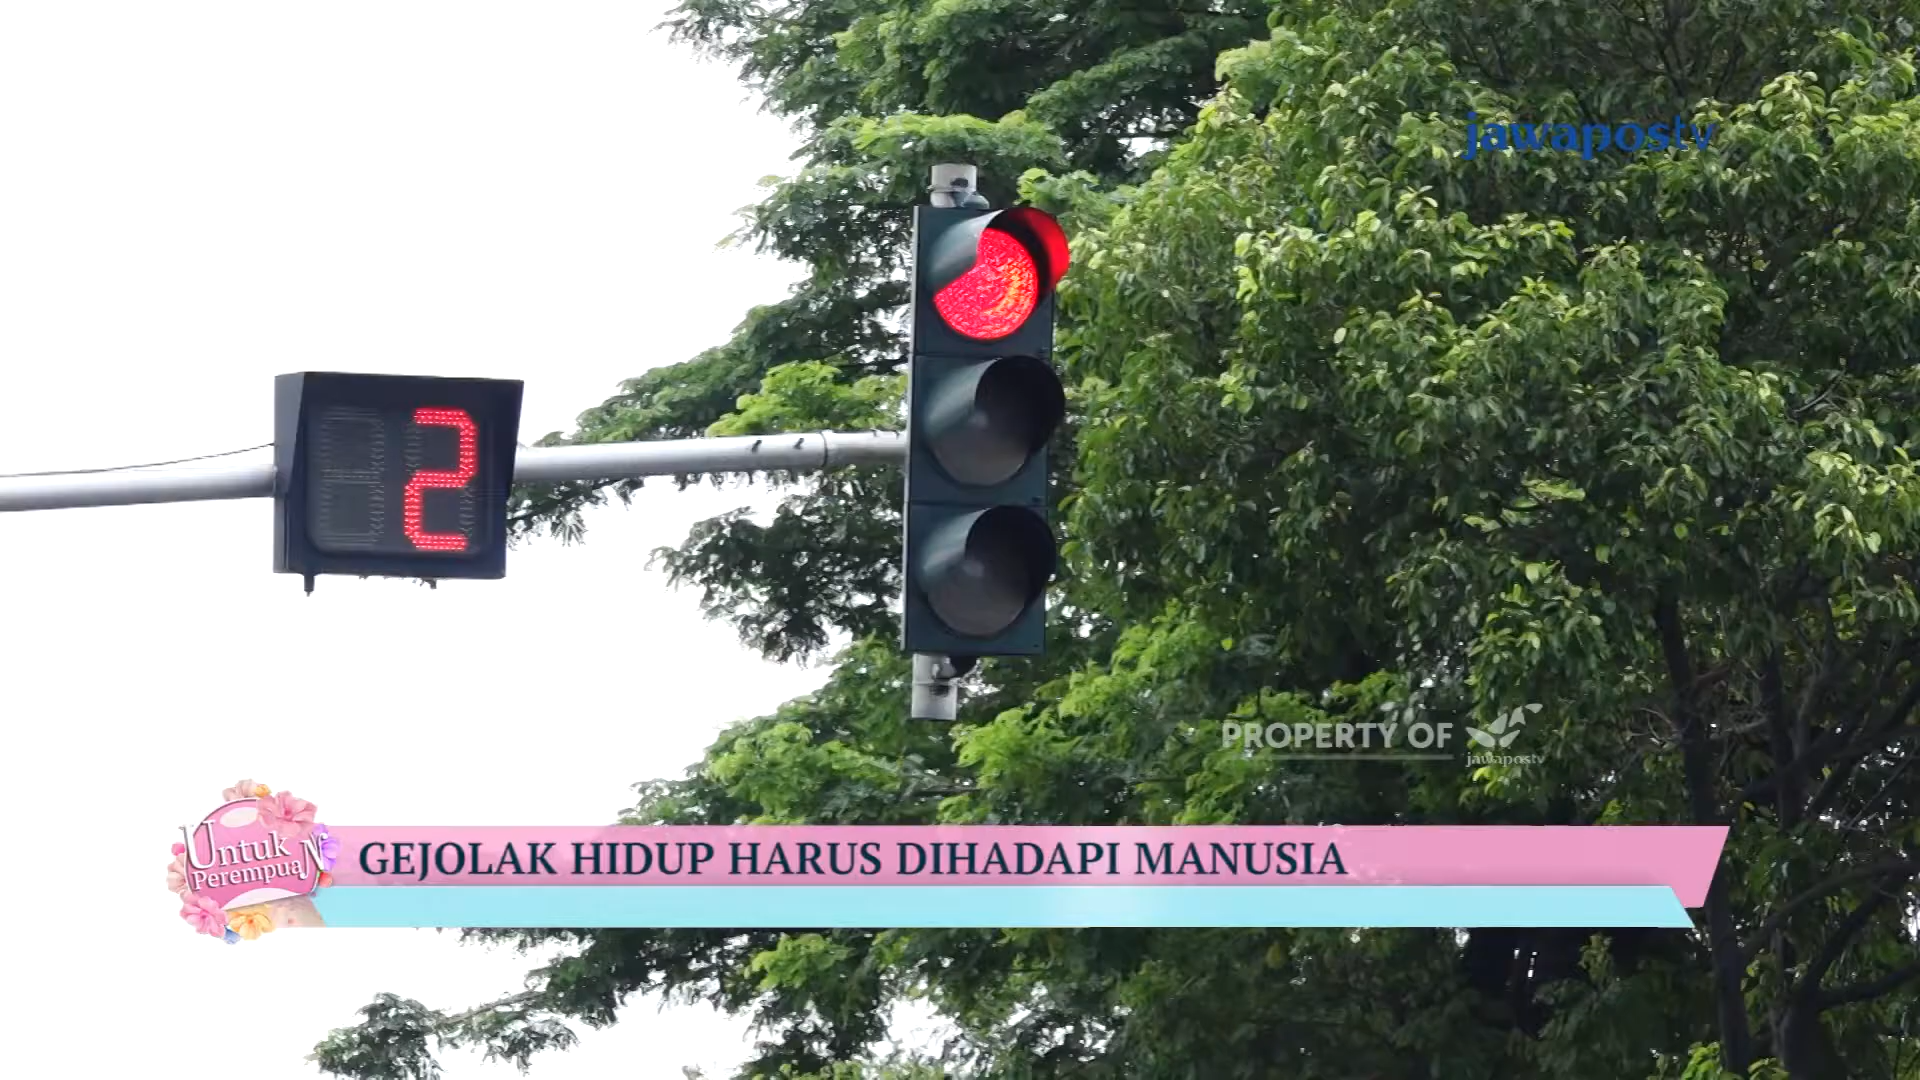 jawapostv
2
PROPERTY OF
jawapostv
Untuk
Perempuan
GEJOLAK HIDUP HARUS DIHADAPI MANUSIA